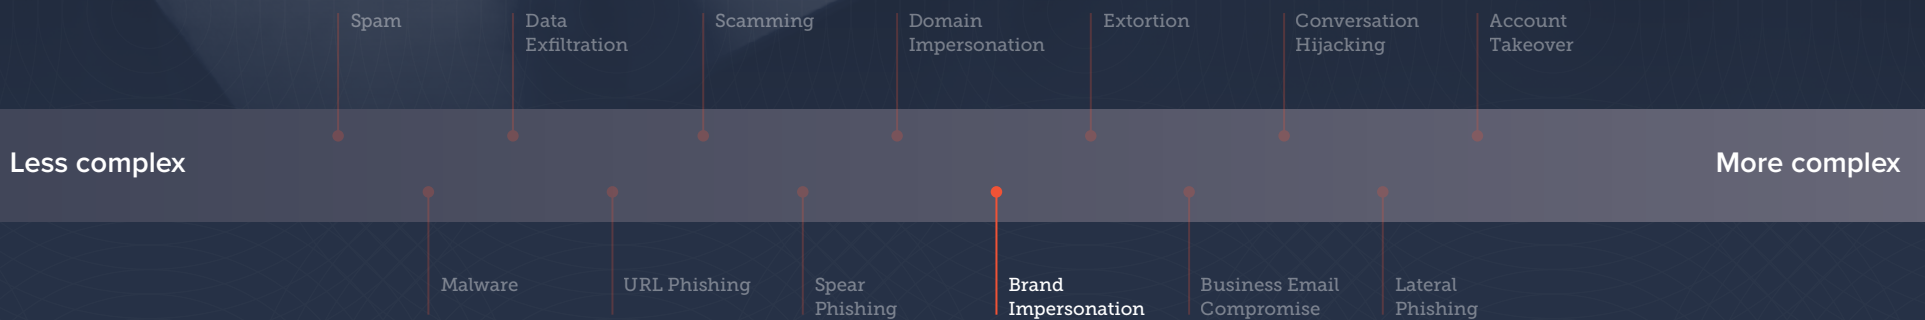 Spam
Data
Exfiltration
Scamming
Domain
Impersonation
Extortion
Conversation
Hijacking
Account
Takeover
Less complex
More complex
Malware
URL Phishing
Spear
Phishing
Brand
Impersonation
Business Email
Compromise
Lateral
Phishing